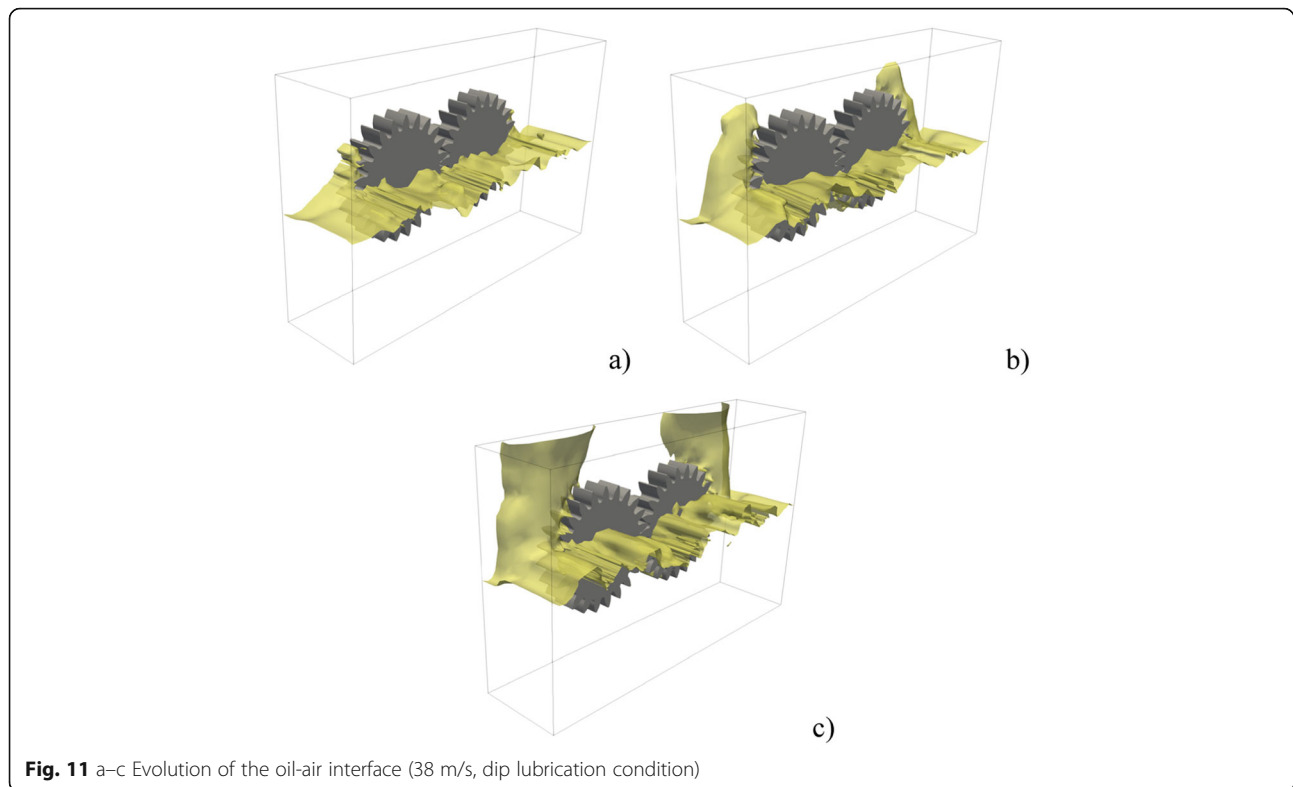 a)
b)
c)
Fig. 11 a–c Evolution of the oil-air interface (38 m/s, dip lubrication condition)